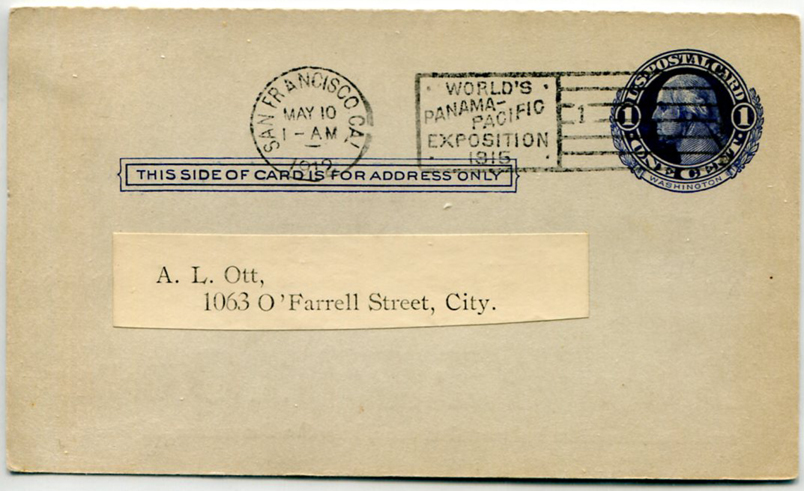 SAN FRANCISCO CAL
MAY 10
1-AM
1912
WORLD'S
PANAMA-
PACIFIC
EXPOSITION
1915
1
U.S. POSTAL CARD
1 1
ONE CENT
WASHINGTON
THIS SIDE OF CARD IS FOR ADDRESS ONLY
A. L. Ott,
1063 O'Farrell Street, City.